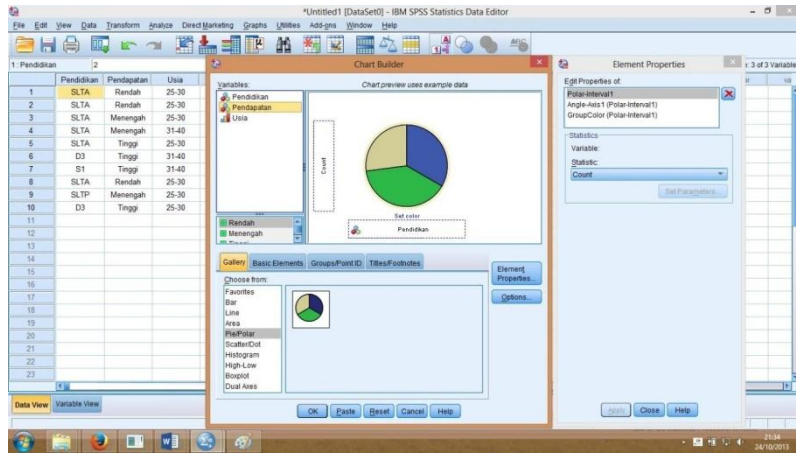 *Untitled1 [DataSet0] - IBM SPSS Statistics Data Editor
File Edit View Data Transform Analyze Direct Marketing Graphs Utilities Add-ons Window Help
1 : Pendidikan 2
Pendidikan Pendapatan Usia
1 SLTA Rendah 25-30
2 SLTA Rendah 25-30
3 SLTA Menengah 25-30
4 SLTA Menengah 31-40
5 SLTA Tinggi 25-30
6 D3 Tinggi 31-40
7 S1 Tinggi 31-40
8 SLTA Rendah 25-30
9 SLTP Menengah 25-30
10 D3 Tinggi 25-30
11
12
13
14
15
16
17
18
19
20
21
22
23
Data View Variable View
Chart Builder
Variables:
Chart preview uses example data
Pendidikan
Pendapatan
Usia
Count
Set color
Pendidikan
Rendah
Menengah
Tinggi
Gallery Basic Elements Groups/Point ID Titles/Footnotes
Choose from:
Favorites
Bar
Line
Area
Pie/Polar
Scatter/Dot
Histogram
High-Low
Boxplot
Dual Axes
Element Properties...
Options...
OK Paste Reset Cancel Help
Element Properties
Edit Properties of:
Polar-Interval1
Angle-Axis1 (Polar-Interval1)
GroupColor (Polar-Interval1)
Statistics
Variable:
Statistic:
Count
Set Parameters...
Apply Close Help
3 of 3 Variable
21:34
24/10/2013